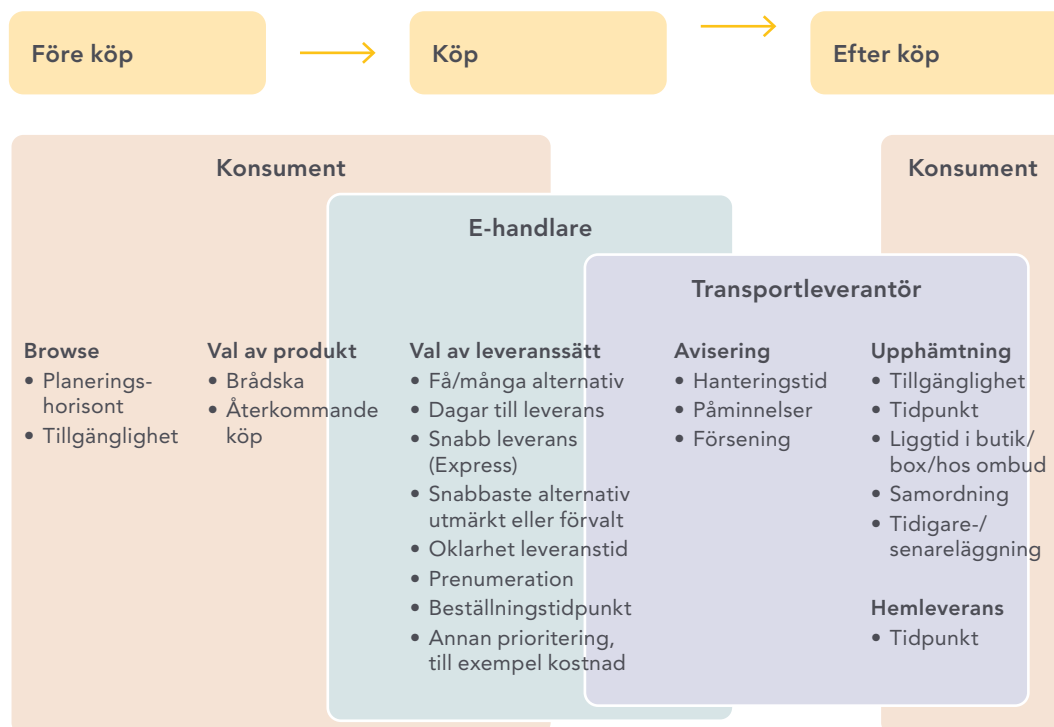 Före köp
Köp
Efter köp
Konsument
Konsument
E-handlare
Transportleverantör
Browse
• Planerings-
horisont
• Tillgänglighet
Val av produkt
• Brådska
• Återkommande
köp
Val av leveranssätt
• Få/många alternativ
• Dagar till leverans
• Snabb leverans
(Express)
• Snabbaste alternativ
utmärkt eller förvalt
• Oklarhet leveranstid
• Prenumeration
• Beställningstidpunkt
• Annan prioritering,
till exempel kostnad
Avisering
• Hanteringstid
• Påminnelser
• Försening
Upphämtning
• Tillgänglighet
• Tidpunkt
• Liggtid i butik/
box/hos ombud
• Samordning
• Tidigare-/
senareläggning
Hemleverans
• Tidpunkt